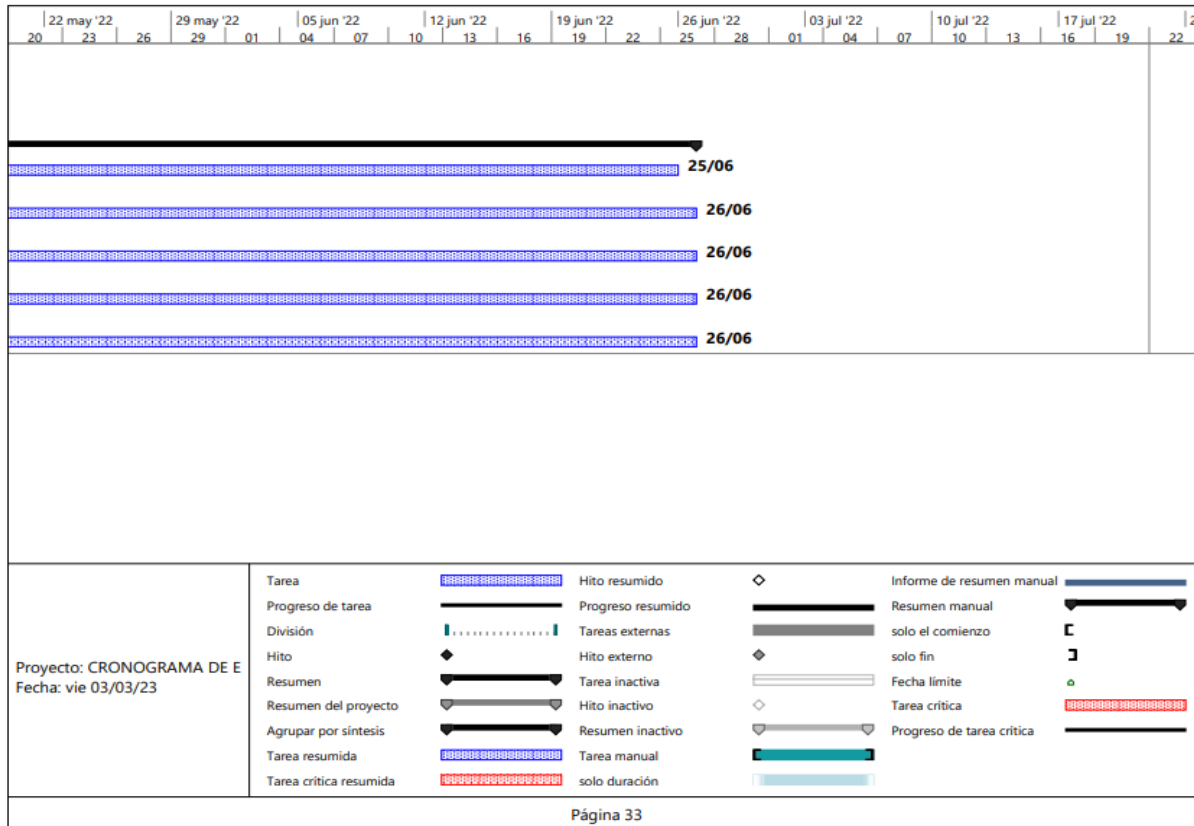 22 may '22 29 may '22 05 jun '22 12 jun '22 19 jun '22 26 jun '22 03 jul '22 10 jul '22 17 jul '22 2
20 23 26 29 01 04 07 10 13 16 19 22 25 28 01 04 07 10 13 16 19 22
25/06
26/06
26/06
26/06
26/06
Proyecto: CRONOGRAMA DE E
Fecha: vie 03/03/23
Tarea Hito resumido Informe de resumen manual
Progreso de tarea Progreso resumido Resumen manual
División Tareas externas solo el comienzo
Hito Hito externo solo fin
Resumen Tarea inactiva Fecha límite
Resumen del proyecto Hito inactivo Tarea crítica
Agrupar por síntesis Resumen inactivo Progreso de tarea crítica
Tarea resumida Tarea manual
Tarea crítica resumida solo duración
Página 33